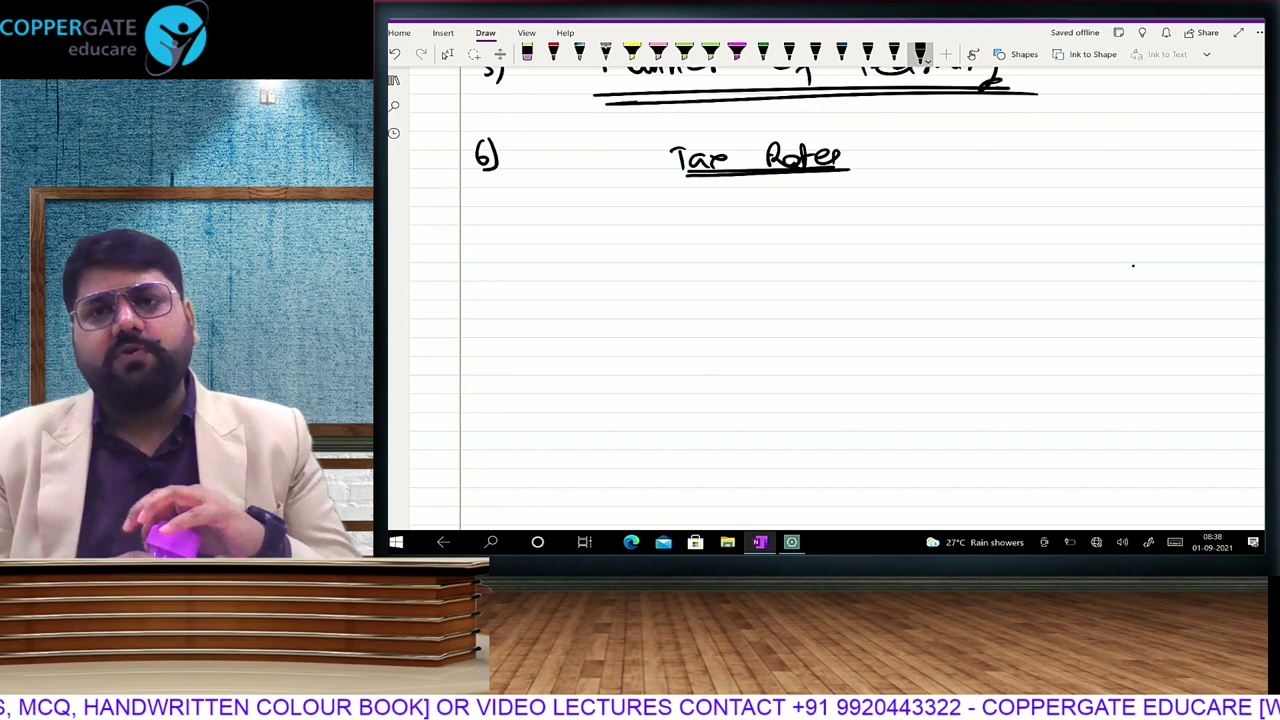 COPPERGATE
educare
Home Insert Draw View Help
Saved offline
Share
Shapes
Ink to Shape
Ink to Text
5)
6) Tax Rates
27°C Rain showers
08:38
01-09-2021
S, MCQ, HANDWRITTEN COLOUR BOOK] OR VIDEO LECTURES CONTACT +91 9920443322 - COPPERGATE EDUCARE [W